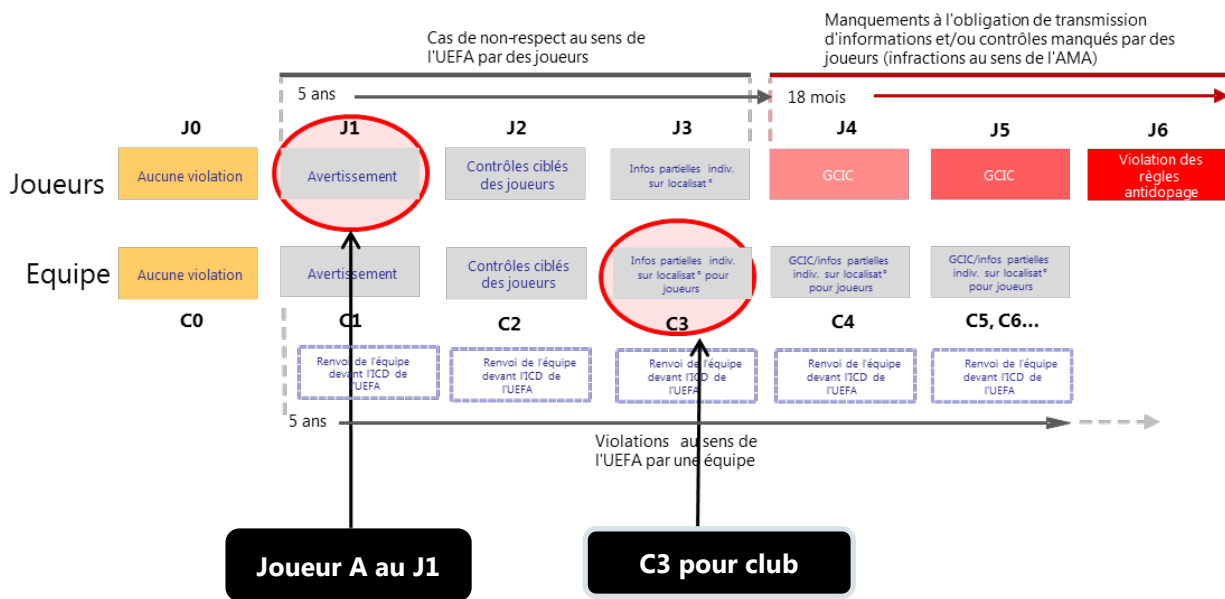 Cas de non-respect au sens de
l'UEFA par des joueurs
Manquements à l'obligation de transmission
d'informations et/ou contrôles manqués par des
joueurs (infractions au sens de l'AMA)
5 ans
18 mois
J0
J1
J2
J3
J4
J5
J6
Joueurs
Aucune violation
Avertissement
Contrôles ciblés
des joueurs
Infos partielles indiv.
sur localisat°
GCIC
GCIC
Violation des
règles
antidopage
Equipe
Aucune violation
Avertissement
Contrôles ciblés
des joueurs
Infos partielles indiv.
sur localisat° pour
joueurs
GCIC/infos partielles
indiv. sur localisat°
pour joueurs
GCIC/infos partielles
indiv. sur localisat°
pour joueurs
C0
C1
C2
C3
C4
C5, C6...
Renvoi de l'équipe
devant l'ICD de
l'UEFA
Renvoi de l'équipe
devant l'ICD de
l'UEFA
Renvoi de l'équipe
devant l'ICD de
l'UEFA
Renvoi de l'équipe
devant l'ICD de
l'UEFA
Renvoi de l'équipe
devant l'ICD de
l'UEFA
5 ans
Violations au sens de
l'UEFA par une équipe
Joueur A au J1
C3 pour club